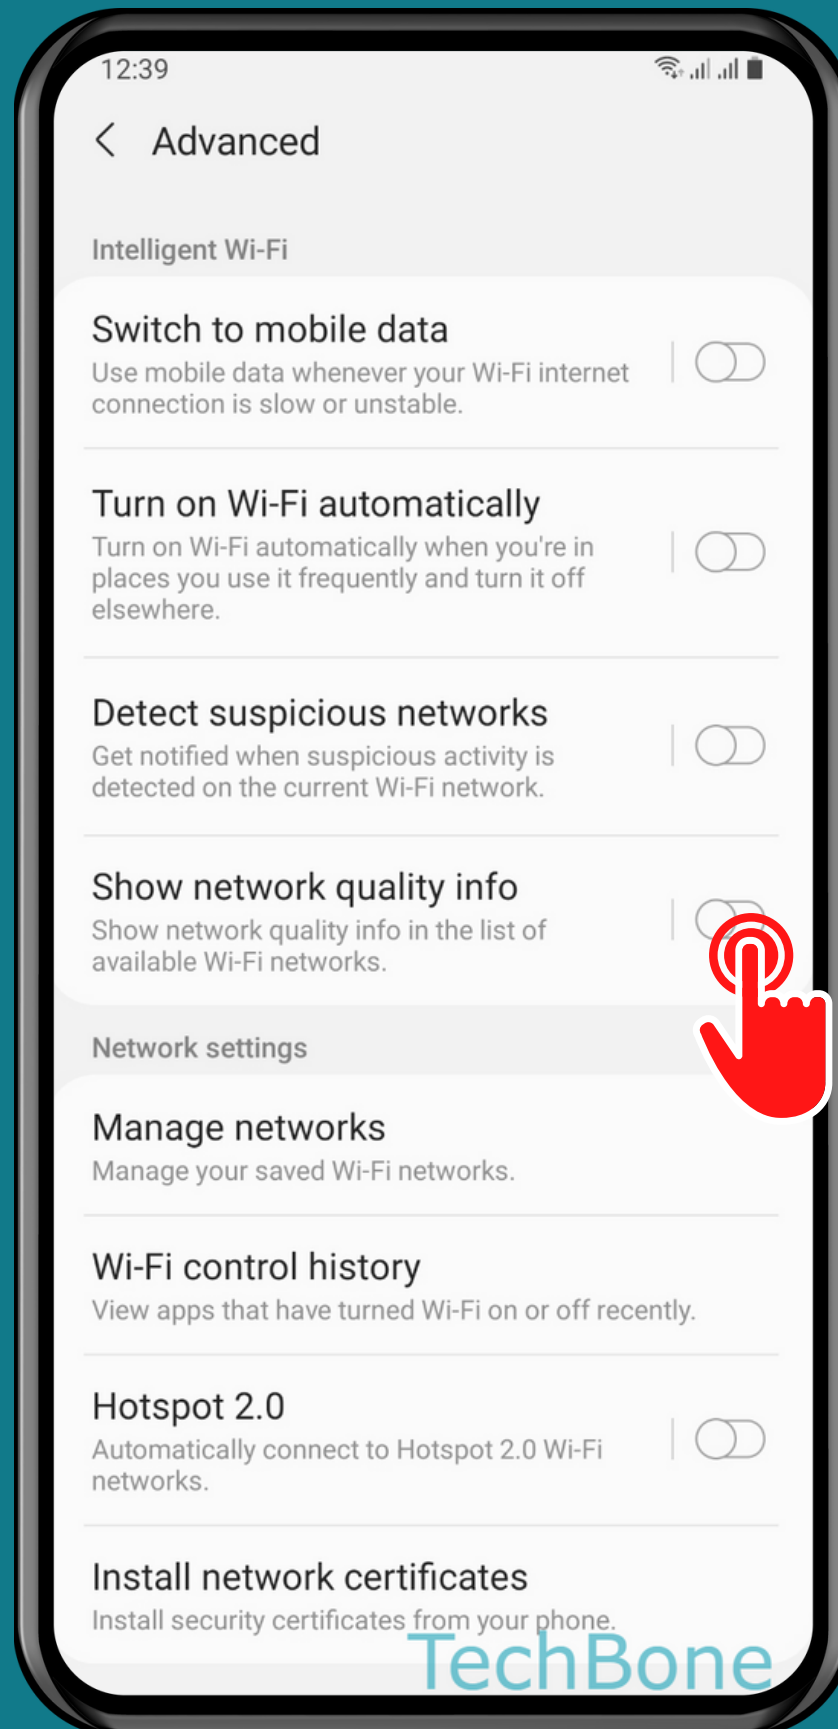 12:39
Advanced
Intelligent Wi-Fi
Switch to mobile data
Use mobile data whenever your Wi-Fi internet
connection is slow or unstable.
Turn on Wi-Fi automatically
Turn on Wi-Fi automatically when you're in
places you use it frequently and turn it off
elsewhere.
Detect suspicious networks
Get notified when suspicious activity is
detected on the current Wi-Fi network.
Show network quality info
Show network quality info in the list of
available Wi-Fi networks.
Network settings
Manage networks
Manage your saved Wi-Fi networks.
Wi-Fi control history
View apps that have turned Wi-Fi on or off recently.
Hotspot 2.0
Automatically connect to Hotspot 2.0 Wi-Fi
networks.
Install network certificates
Install security certificates from your phone.
TechBone